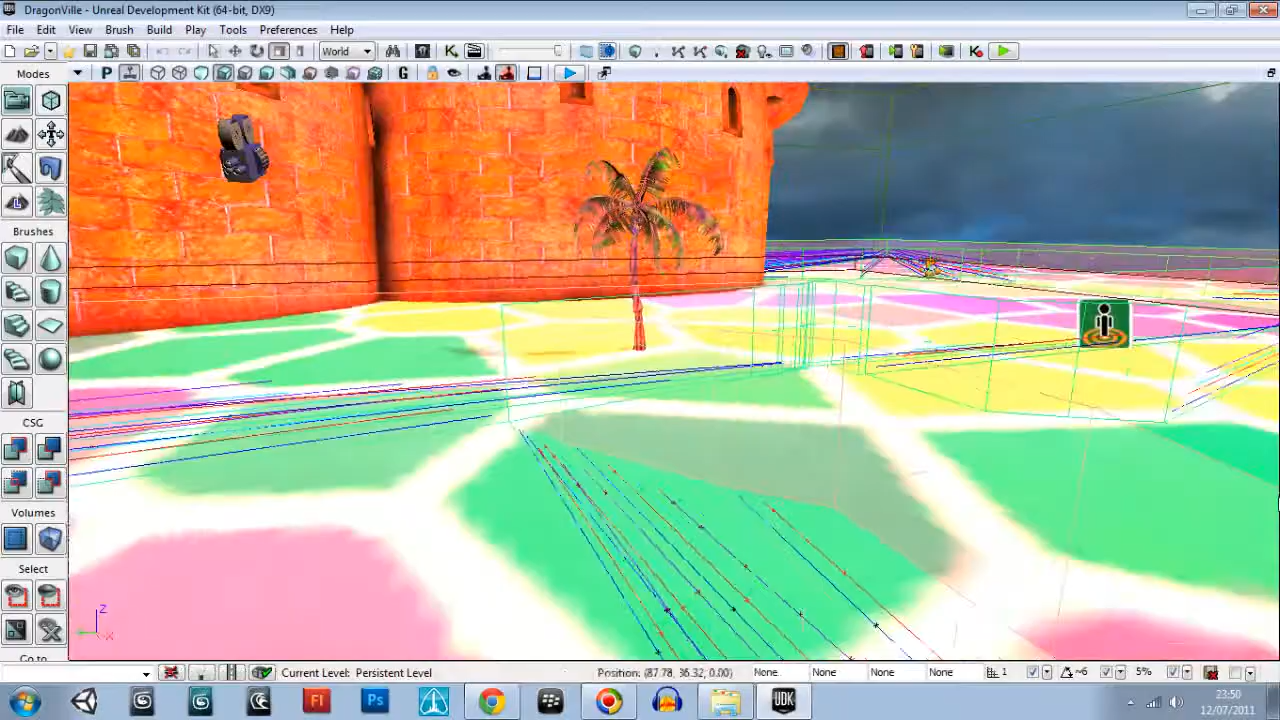 DragonVille - Unreal Development Kit (64-bit, DX9)
File Edit View Brush Build Play Tools Preferences Help
World
Modes
P
G
Brushes
CSG
Volumes
Select
Go to
Z
X
Current Level: Persistent Level
Position: (87.78, 36.32, 0.00)
None
None
None
None
1
~6
5%
Fl
Ps
UDK
23:50
12/07/2011